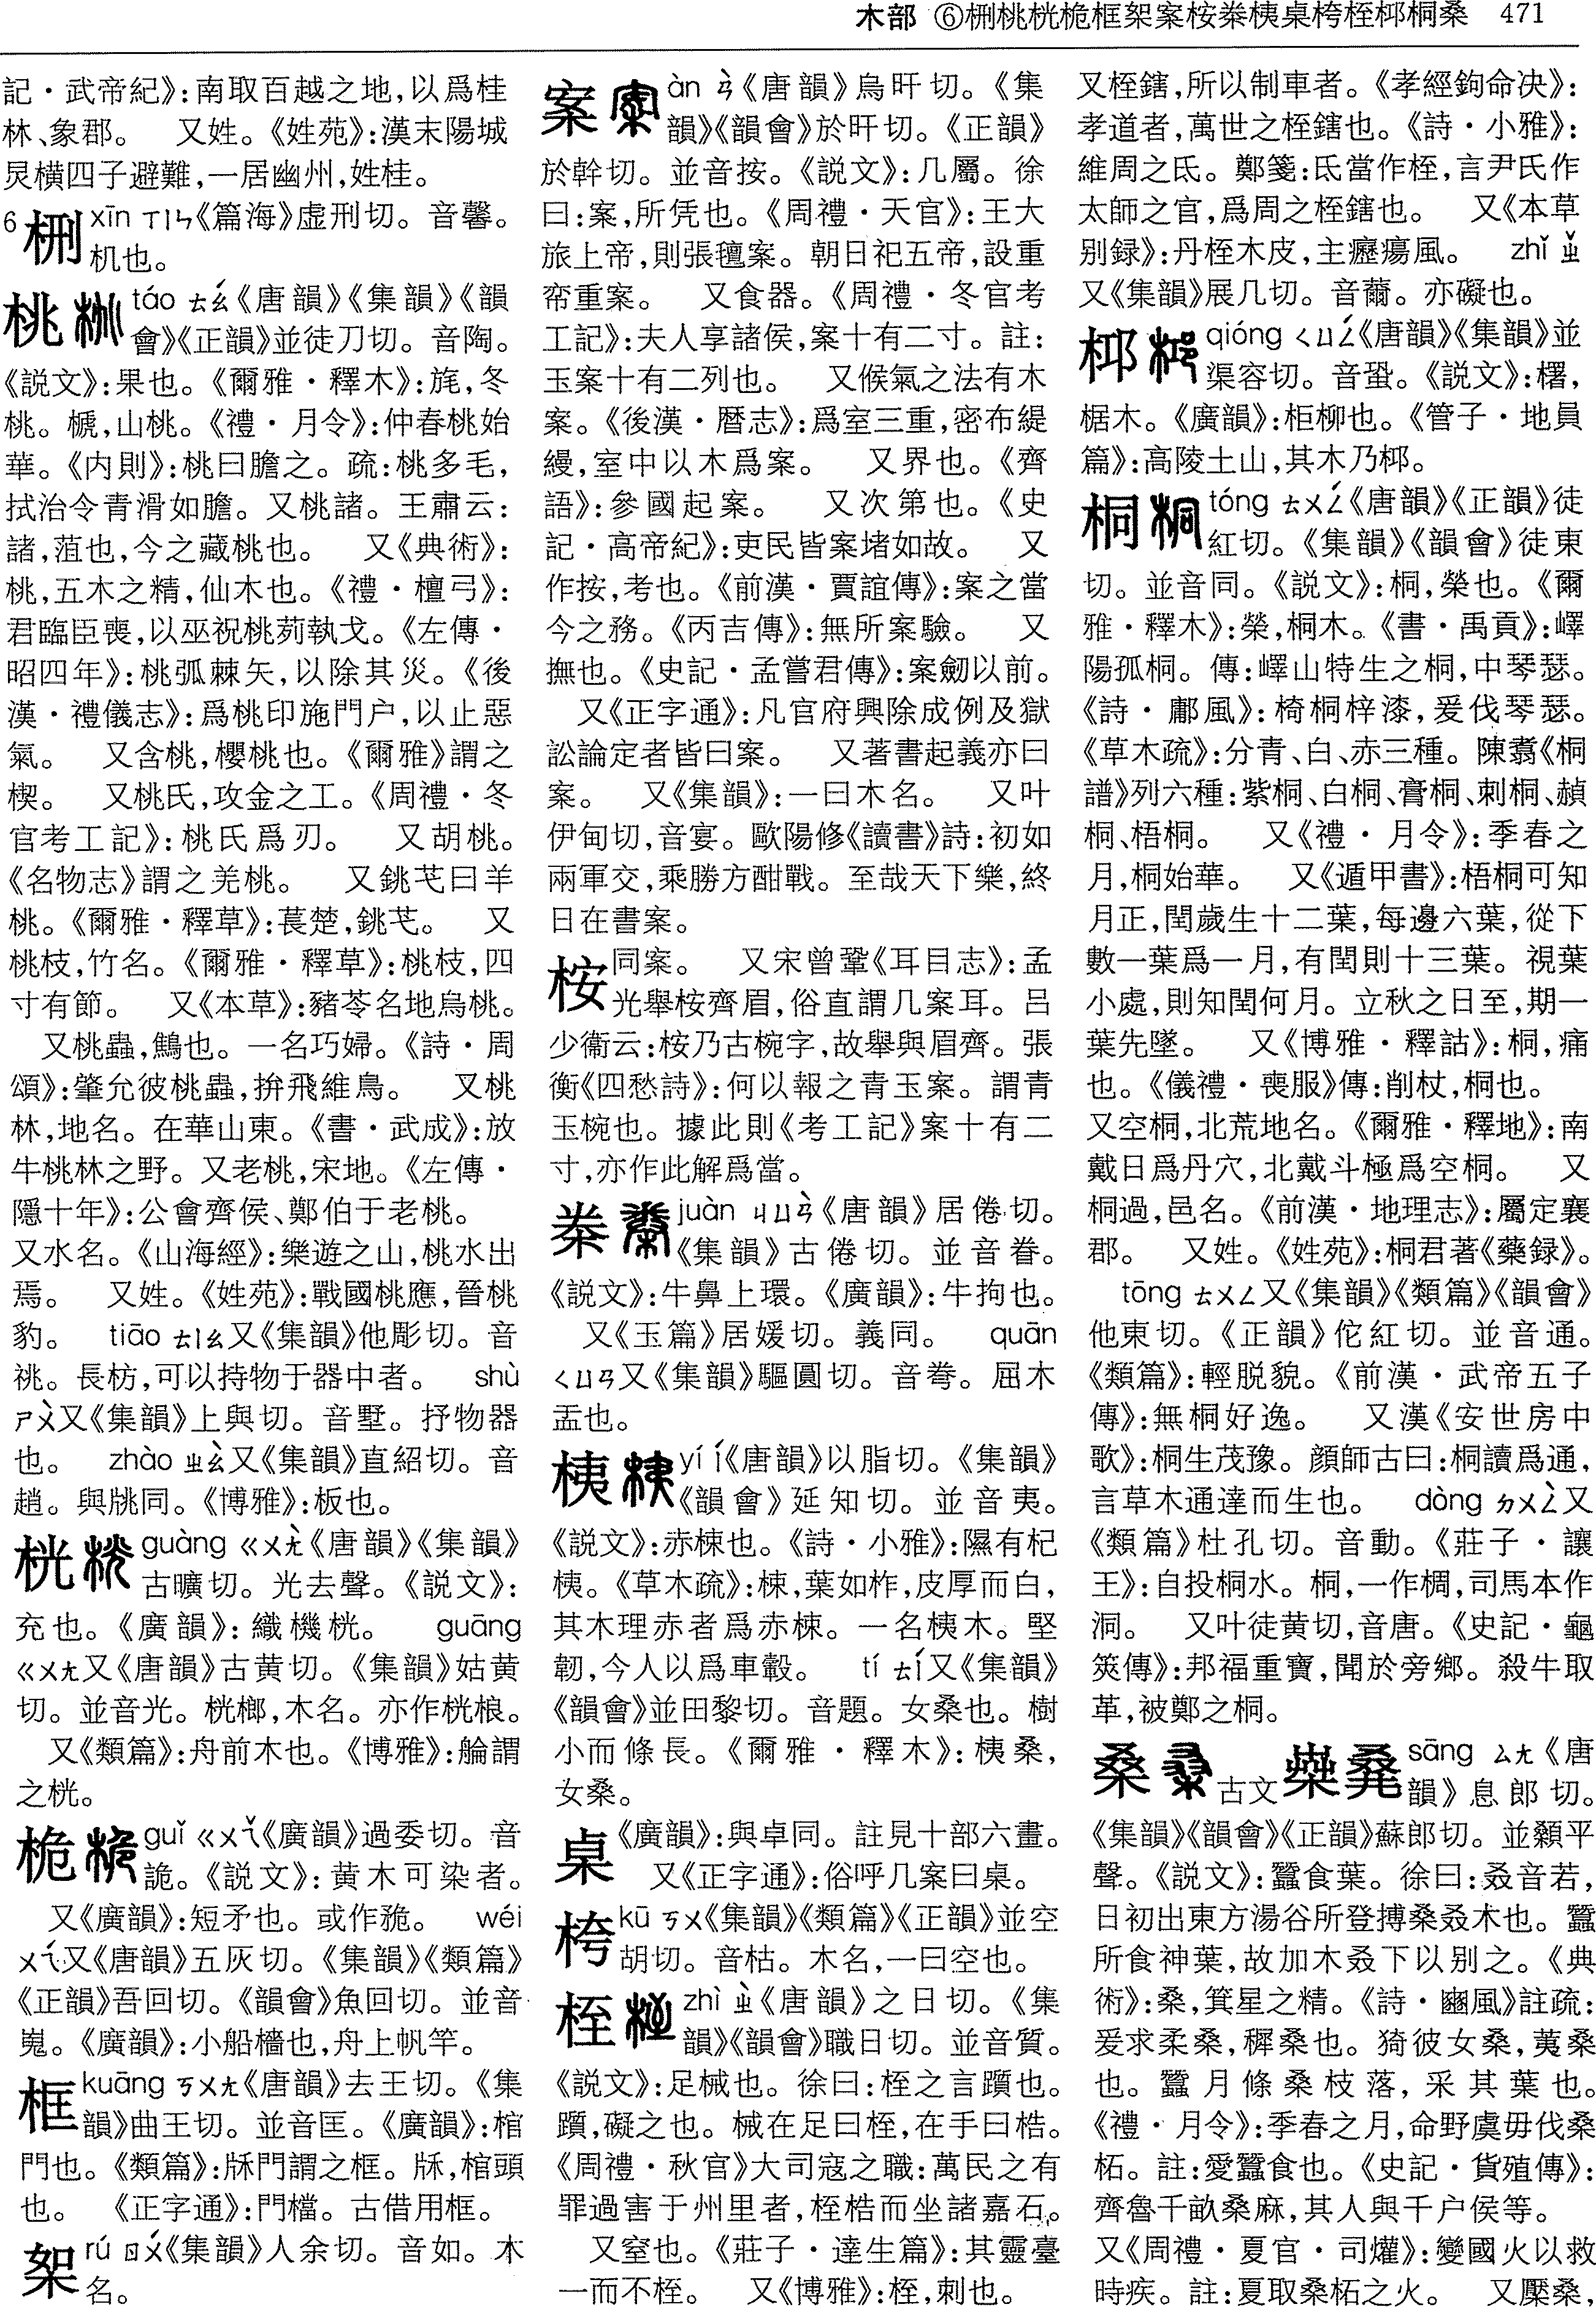 木部 ⑥㭂桃桄桅框㭒案桉桊桋桌桍桎桏桐桑 471
記·武帝紀》:南取百越之地,以爲桂
林、象郡。 又姓。《姓苑》:漢末陽城
炅橫四子避難,一居幽州,姓桂。
6 xīn ㄒㄧㄣ《篇海》虚刑切。音馨。
机也。
桃 táo ㄊㄠˊ《唐韻》《集韻》《韻
會》《正韻》並徒刀切。音陶。
《説文》:果也。《爾雅·釋木》:旄,冬
桃。榹,山桃。《禮·月令》:仲春桃始
華。《内則》:桃曰膽之。疏:桃多毛,
拭治令青滑如膽。又桃諸。王肅云:
諸,菹也,今之藏桃也。 又《典術》:
桃,五木之精,仙木也。《禮·檀弓》:
君臨臣喪,以巫祝桃茢執戈。《左傳·
昭四年》:桃弧棘矢,以除其災。《後
漢·禮儀志》:爲桃印施門户,以止惡
氣。 又含桃,櫻桃也。《爾雅》謂之
楔。 又桃氏,攻金之工。《周禮·冬
官考工記》:桃氏爲刃。 又胡桃。
《名物志》謂之羌桃。 又銚芅曰羊
桃。《爾雅·釋草》:萇楚,銚芅。 又
桃枝,竹名。《爾雅·釋草》:桃枝,四
寸有節。 又《本草》:豬苓名地烏桃。
又桃蟲,鷦也。一名巧婦。《詩·周
頌》:肇允彼桃蟲,拚飛維鳥。 又桃
林,地名。在華山東。《書·武成》:放
牛桃林之野。又老桃,宋地。《左傳·
隱十年》:公會齊侯、鄭伯于老桃。
又水名。《山海經》:樂遊之山,桃水出
焉。 又姓。《姓苑》:戰國桃應,晉桃
豹。 tiāo ㄊㄧㄠ又《集韻》他彫切。音
祧。長枋,可以持物于器中者。 shù
ㄕㄨˋ又《集韻》上與切。音墅。抒物器
也。 zhào ㄓㄠˋ又《集韻》直紹切。音
趙。與朓同。《博雅》:板也。
桄 guàng ㄍㄨㄤˋ《唐韻》《集韻》
古曠切。光去聲。《説文》:
充也。《廣韻》:織機桄。 guāng
ㄍㄨㄤ又《唐韻》古黄切。《集韻》姑黄
切。並音光。桄榔,木名。亦作桄桹。
又《類篇》:舟前木也。《博雅》:艑謂
之桄。
桅 guǐ ㄍㄨㄟˇ《廣韻》過委切。音
詭。《説文》:黄木可染者。
又《廣韻》:短矛也。或作𥍨。 wéi
ㄨㄟˊ又《唐韻》五灰切。《集韻》《類篇》
《正韻》吾回切。《韻會》魚回切。並音
嵬。《廣韻》:小船檣也,舟上帆竿。
框 kuāng ㄎㄨㄤ《唐韻》去王切。《集
韻》曲王切。並音匡。《廣韻》:棺
門也。《類篇》:㭉門謂之框。㭉,棺頭
也。 《正字通》:門檔。古借用框。
㭒 rú ㄖㄨˊ《集韻》人余切。音如。木
名。
案 àn ㄢˋ《唐韻》烏旰切。《集
韻》《韻會》於旰切。《正韻》
於幹切。並音按。《説文》:几屬。徐
曰:案,所凭也。《周禮·天官》:王大
旅上帝,則張氊案。朝日祀五帝,設重
帟重案。 又食器。《周禮·冬官考
工記》:夫人享諸侯,案十有二寸。註:
玉案十有二列也。 又候氣之法有木
案。《後漢·曆志》:爲室三重,密布緹
縵,室中以木爲案。 又界也。《齊
語》:參國起案。 又次第也。《史
記·高帝紀》:吏民皆案堵如故。 又
作按,考也。《前漢·賈誼傳》:案之當
今之務。《丙吉傳》:無所案驗。 又
撫也。《史記·孟嘗君傳》:案劒以前。
又《正字通》:凡官府興除成例及獄
訟論定者皆曰案。 又著書起義亦曰
案。 又《集韻》:一曰木名。 又叶
伊甸切,音宴。歐陽修《讀書》詩:初如
兩軍交,乘勝方酣戰。至哉天下樂,終
日在書案。
桉 同案。 又宋曾鞏《耳目志》:孟
光舉桉齊眉,俗直謂几案耳。吕
少衛云:桉乃古椀字,故舉與眉齊。張
衡《四愁詩》:何以報之青玉案。謂青
玉椀也。據此則《考工記》案十有二
寸,亦作此解爲當。
桊 juàn ㄐㄩㄢˋ《唐韻》居倦切。
《集韻》古倦切。並音眷。
《説文》:牛鼻上環。《廣韻》:牛拘也。
又《玉篇》居媛切。義同。 quān
ㄑㄩㄢ又《集韻》驅圓切。音弮。屈木
盂也。
桋 yí ㄧˊ《唐韻》以脂切。《集韻》
《韻會》延知切。並音夷。
《説文》:赤楝也。《詩·小雅》:隰有杞
桋。《草木疏》:楝,葉如柞,皮厚而白,
其木理赤者爲赤楝。一名桋木。堅
韌,今人以爲車轂。 tí ㄊㄧˊ又《集韻》
《韻會》並田黎切。音題。女桑也。樹
小而條長。《爾雅·釋木》:桋桑,
女桑。
桌 《廣韻》:與卓同。註見十部六畫。
又《正字通》:俗呼几案曰桌。
桍 kū ㄎㄨ《集韻》《類篇》《正韻》並空
胡切。音枯。木名,一曰空也。
桎 zhì ㄓˋ《唐韻》之日切。《集
韻》《韻會》職日切。並音質。
《説文》:足械也。徐曰:桎之言躓也。
躓,礙之也。械在足曰桎,在手曰梏。
《周禮·秋官》大司寇之職:萬民之有
罪過害于州里者,桎梏而坐諸嘉石。
又窒也。《莊子·達生篇》:其靈臺
一而不桎。 又《博雅》:桎,刺也。
又桎鎋,所以制車者。《孝經鉤命决》:
孝道者,萬世之桎鎋也。《詩·小雅》:
維周之氐。鄭箋:氐當作桎,言尹氏作
太師之官,爲周之桎鎋也。 又《本草
别録》:丹桎木皮,主癧瘍風。 zhǐ ㄓˇ
又《集韻》展几切。音薾。亦礙也。
桏 qióng ㄑㄩㄥˊ《唐韻》《集韻》並
渠容切。音蛩。《説文》:㯕,
椐木。《廣韻》:柜柳也。《管子·地員
篇》:高陵土山,其木乃桏。
桐 tóng ㄊㄨㄥˊ《唐韻》《正韻》徒
紅切。《集韻》《韻會》徒東
切。並音同。《説文》:桐,榮也。《爾
雅·釋木》:榮,桐木。《書·禹貢》:嶧
陽孤桐。傳:嶧山特生之桐,中琴瑟。
《詩·鄘風》:椅桐梓漆,爰伐琴瑟。
《草木疏》:分青、白、赤三種。陳翥《桐
譜》列六種:紫桐、白桐、膏桐、刺桐、赬
桐、梧桐。 又《禮·月令》:季春之
月,桐始華。 又《遁甲書》:梧桐可知
月正,閏歲生十二葉,每邊六葉,從下
數一葉爲一月,有閏則十三葉。視葉
小處,則知閏何月。立秋之日至,期一
葉先墜。 又《博雅·釋詁》:桐,痛
也。《儀禮·喪服》傳:削杖,桐也。
又空桐,北荒地名。《爾雅·釋地》:南
戴日爲丹穴,北戴斗極爲空桐。 又
桐過,邑名。《前漢·地理志》:屬定襄
郡。 又姓。《姓苑》:桐君著《藥録》。
tōng ㄊㄨㄥ又《集韻》《類篇》《韻會》
他東切。《正韻》佗紅切。並音通。
《類篇》:輕脱貌。《前漢·武帝五子
傳》:無桐好逸。 又漢《安世房中
歌》:桐生茂豫。顔師古曰:桐讀爲通,
言草木通達而生也。 dòng ㄉㄨㄥˋ又
《類篇》杜孔切。音動。《莊子·讓
王》:自投桐水。桐,一作稠,司馬本作
洞。 又叶徒黄切,音唐。《史記·龜
筴傳》:邦福重寶,聞於旁鄉。殺牛取
革,被鄭之桐。
桑 古文 sāng ㄙㄤ《唐
韻》息郎切。
《集韻》《韻會》《正韻》蘇郎切。並顙平
聲。《説文》:蠶食葉。徐曰:叒音若,
日初出東方湯谷所登搏桑叒木也。蠶
所食神葉,故加木叒下以别之。《典
術》:桑,箕星之精。《詩·豳風》註疏:
爰求柔桑,穉桑也。猗彼女桑,荑桑
也。蠶月條桑枝落,采其葉也。
《禮·月令》:季春之月,命野虞毋伐桑
柘。註:愛蠶食也。《史記·貨殖傳》:
齊魯千畝桑麻,其人與千户侯等。
又《周禮·夏官·司爟》:變國火以救
時疾。註:夏取桑柘之火。 又檿桑,